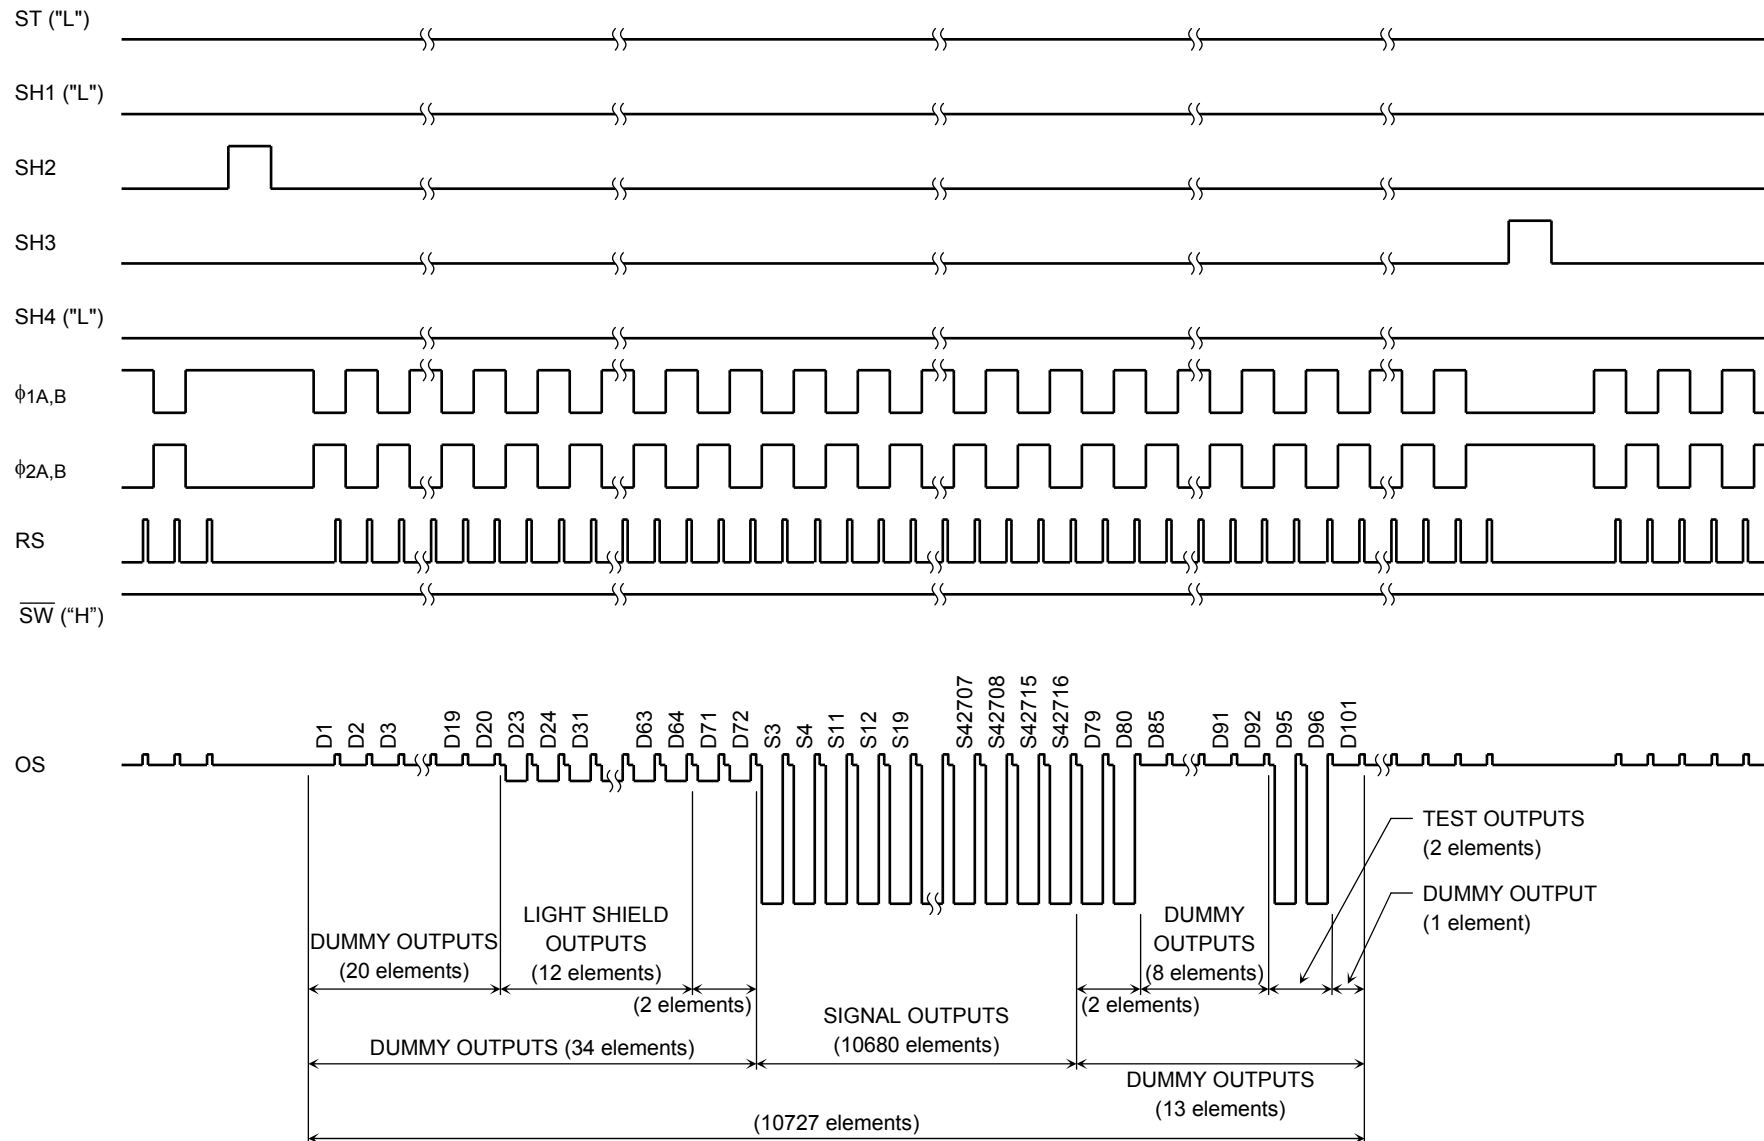 ST ("L")
SH1 ("L")
SH2
SH3
SH4 ("L")
ϕ1A,B
ϕ2A,B
RS
SW (“H”)
OS
D1
D2
D3
D19
D20
D23
D24
D31
D63
D64
D71
D72
S3
S4
S11
S12
S19
S42707
S42708
S42715
S42716
D79
D80
D85
D91
D92
D95
D96
D101
TEST OUTPUTS
(2 elements)
DUMMY OUTPUT
(1 element)
DUMMY OUTPUTS
(20 elements)
LIGHT SHIELD
OUTPUTS
(12 elements)
(2 elements)
DUMMY
OUTPUTS
(8 elements)
(2 elements)
SIGNAL OUTPUTS
(10680 elements)
DUMMY OUTPUTS (34 elements)
DUMMY OUTPUTS
(13 elements)
(10727 elements)